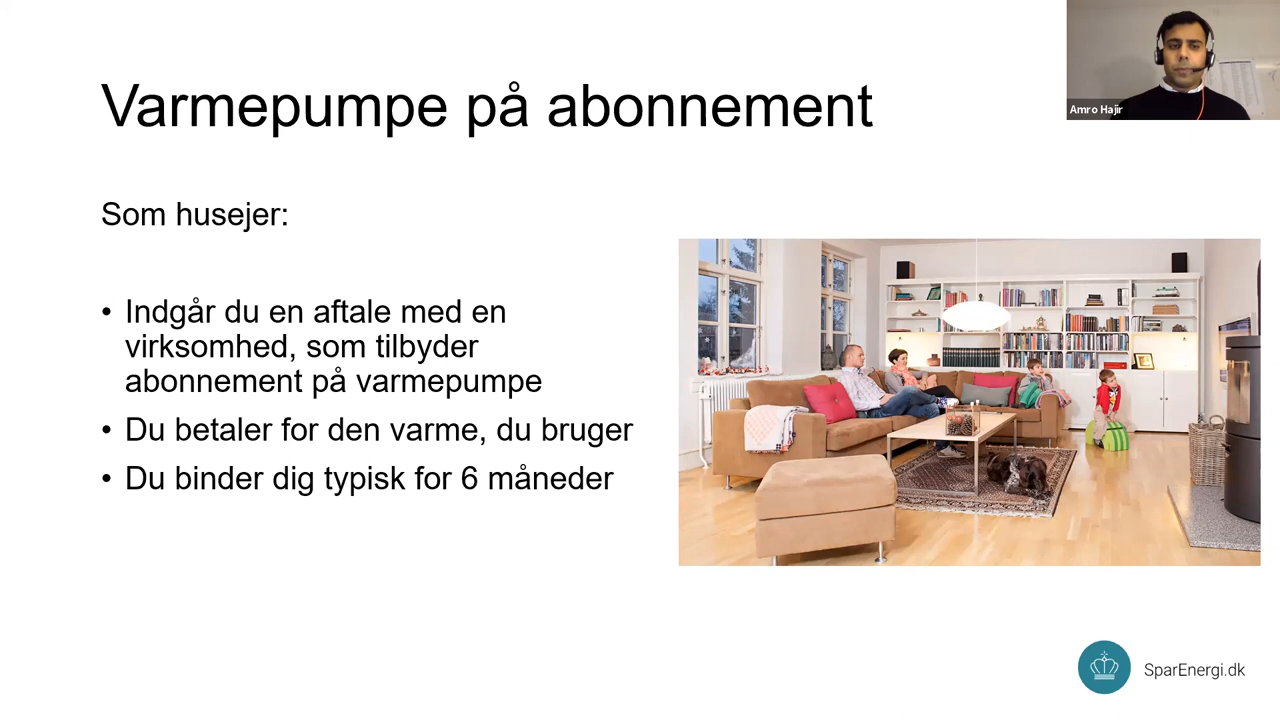 Varmepumpe på abonnement
Amro Hajir
Som husejer:
• Indgår du en aftale med en
virksomhed, som tilbyder
abonnement på varmepumpe
• Du betaler for den varme, du bruger
• Du binder dig typisk for 6 måneder
SparEnergi.dk